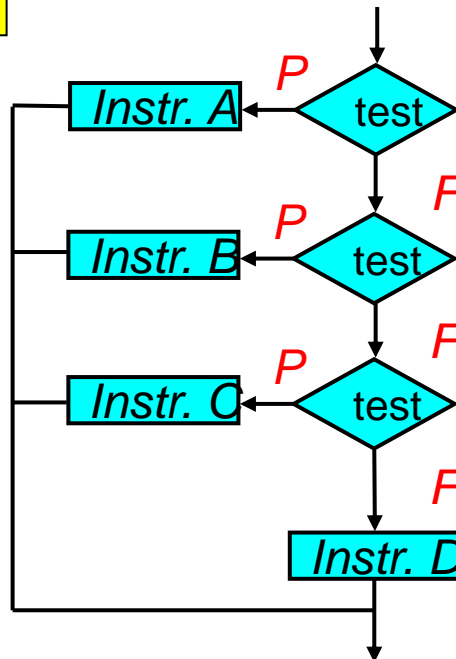 P
Instr. A
test
F
P
Instr. B
test
F
P
Instr. C
test
F
Instr. D